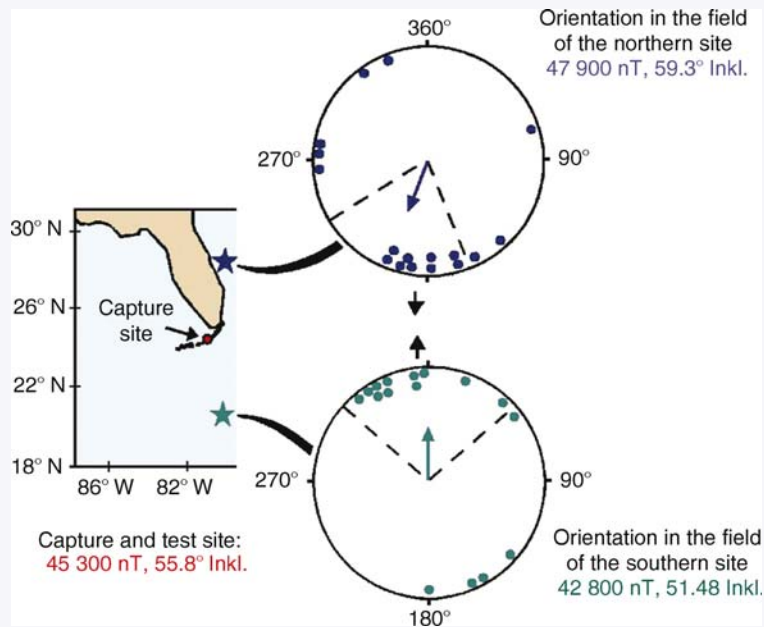 Orientation in the field
of the northern site
47 900 nT, 59.3° Inkl.
360°
270°
90°
30° N
26° N
22° N
18° N
86° W
82° W
Capture
site
270°
90°
180°
Capture and test site:
45 300 nT, 55.8° Inkl.
Orientation in the field
of the southern site
42 800 nT, 51.48 Inkl.